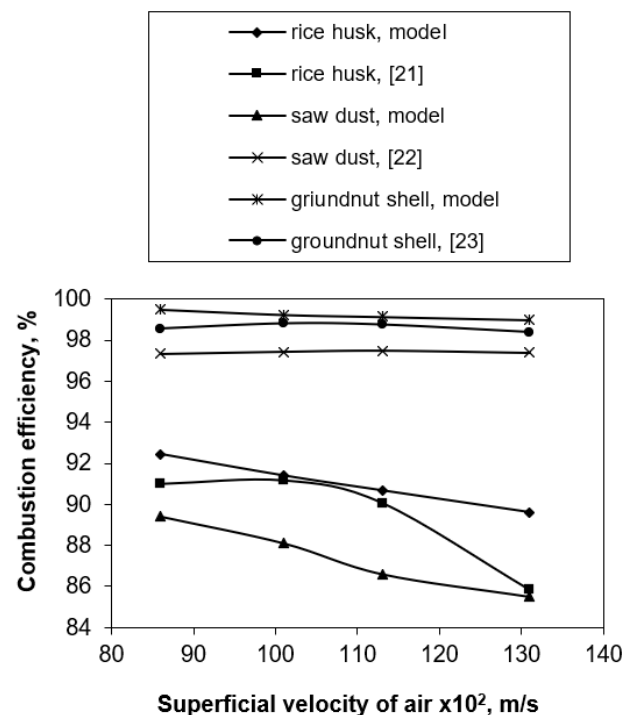 rice husk, model
rice husk, [21]
saw dust, model
saw dust, [22]
griundnut shell, model
groundnut shell, [23]
100
98
96
94
92
90
88
86
84
Combustion efficiency, %
80 90 100 110 120 130 140
Superficial velocity of air x10², m/s